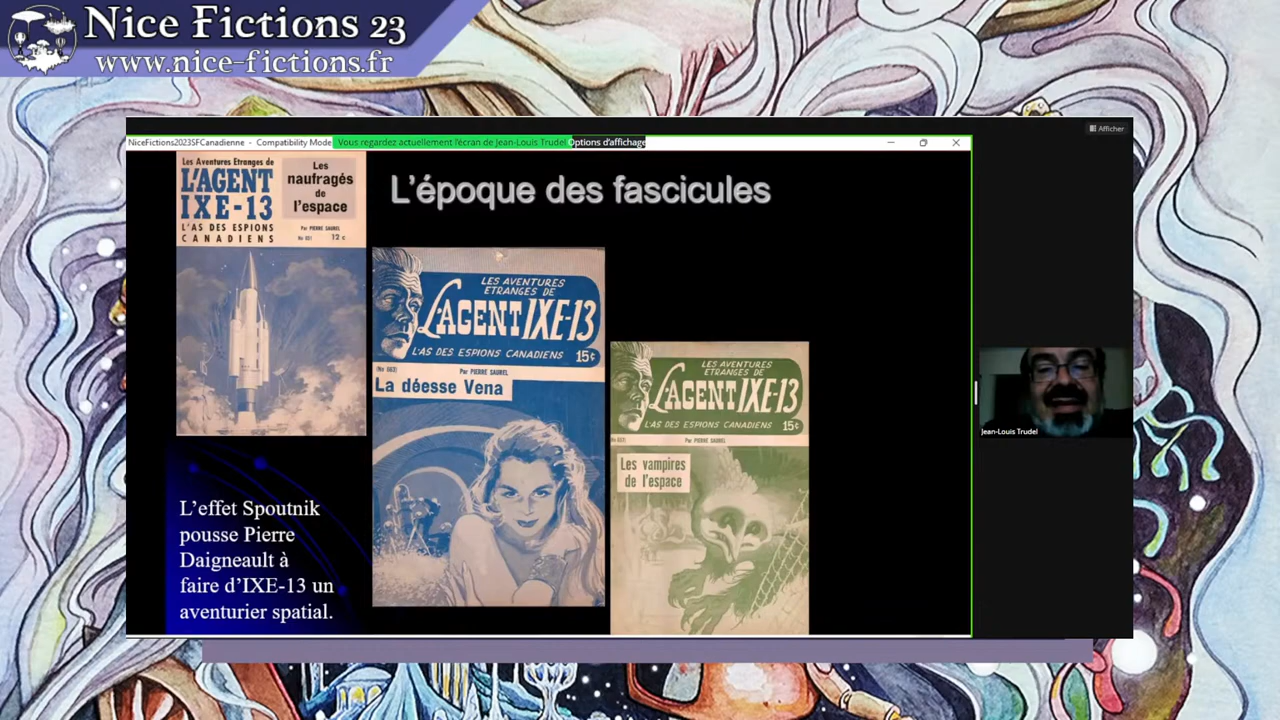 Nice Fictions 23
www.nice-fictions.fr
Afficher
NiceFictions2023SFCanadienne - Compatibility Mode
Vous regardez actuellement l'écran de Jean-Louis Trudel
Options d'affichage
L'époque des fascicules
Les Aventures Etranges de
L'AGENT
IXE-13
L'AS DES ESPIONS
CANADIENS
Les
naufragés
de
l'espace
Par PIERRE SAUREL
12 c
LES AVENTURES
ETRANGES DE
L'AGENT IXE-13
L'AS DES ESPIONS CANADIENS
15¢
(No 663)
Par PIERRE SAUREL
La déesse Vena
LES AVENTURES
ETRANGES DE
L'AGENT IXE-13
L'AS DES ESPIONS CANADIENS
15¢
Par PIERRE SAUREL
Les vampires
de l'espace
L'effet Spoutnik
pousse Pierre
Daigneault à
faire d'IXE-13 un
aventurier spatial.
Jean-Louis Trudel